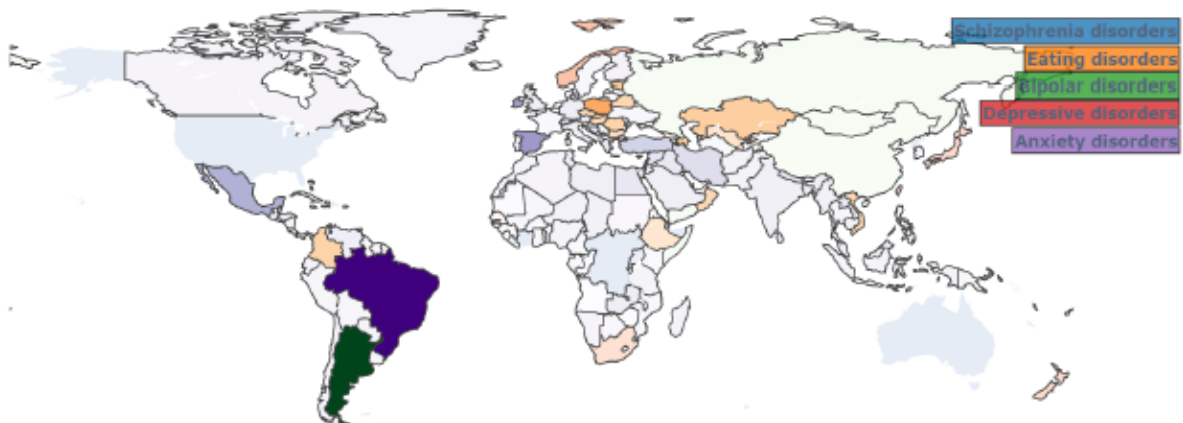 Schizophrenia disorders
Eating disorders
Bipolar disorders
Depressive disorders
Anxiety disorders